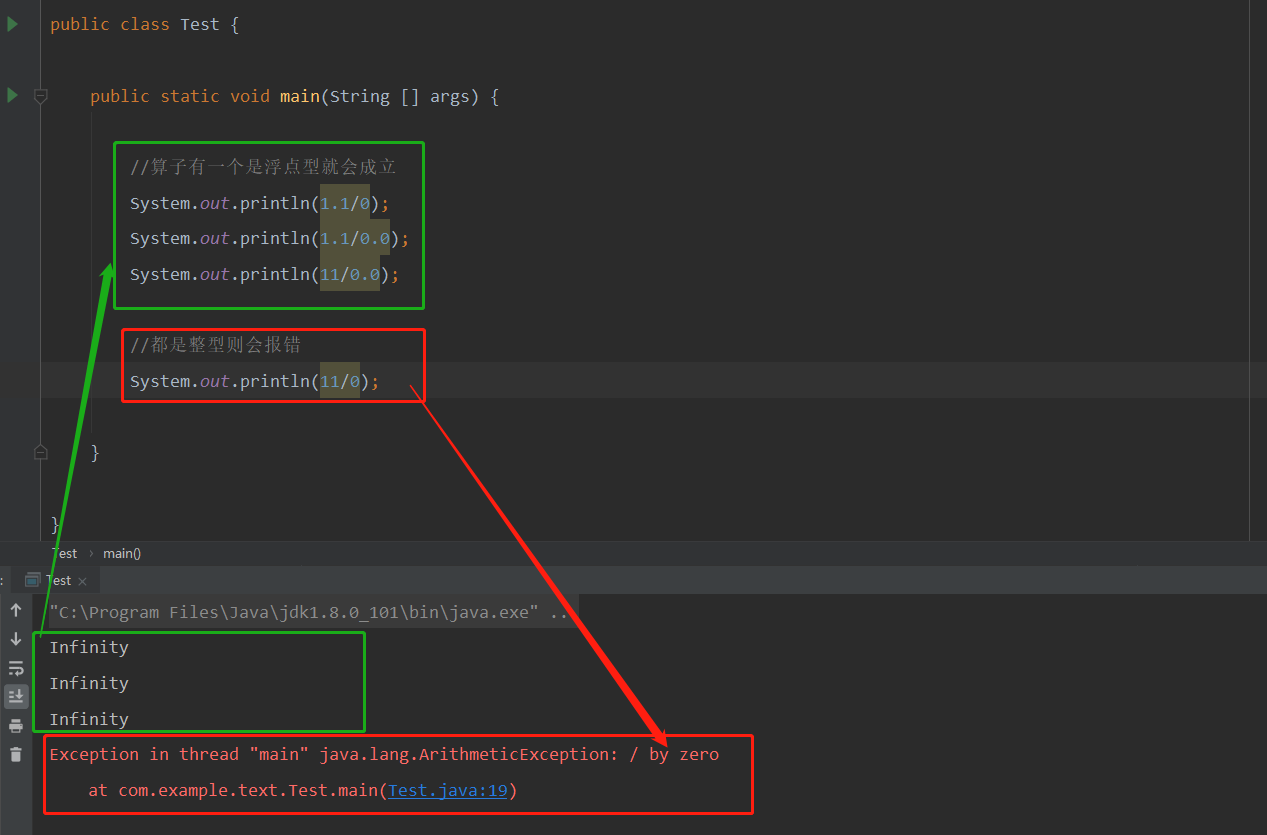 public class Test {
public static void main(String [] args) {
//算子有一个是浮点型就会成立
System.out.println(1.1/0);
System.out.println(1.1/0.0);
System.out.println(11/0.0);
//都是整型则会报错
System.out.println(11/0);
}
}
Test › main()
: Test ×
"C:\Program Files\Java\jdk1.8.0_101\bin\java.exe" ...
Infinity
Infinity
Infinity
Exception in thread "main" java.lang.ArithmeticException: / by zero
at com.example.text.Test.main(Test.java:19)